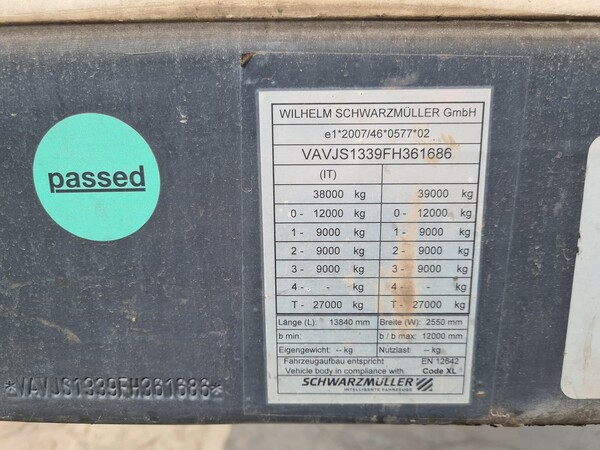 passed
WILHELM SCHWARZMÜLLER GmbH
e1*2007/46*0577*02
VAVJS1339FH361686
(IT)
38000 kg 39000 kg
0 - 12000 kg 0 - 12000 kg
1 - 9000 kg 1 - 9000 kg
2 - 9000 kg 2 - 9000 kg
3 - 9000 kg 3 - 9000 kg
4 - - kg 4 - - kg
T - 27000 kg T - 27000 kg
Länge (L): 13840 mm Breite (W): 2550 mm
b min: b / b max: 12000 mm
Eigengewicht: – kg Nutzlast: – kg
Fahrzeugaufbau entspricht EN 12642
Vehicle body in compliance with Code XL
SCHWARZMÜLLER
INTELLIGENTE FAHRZEUGE
*VAVJS1339FH361686*